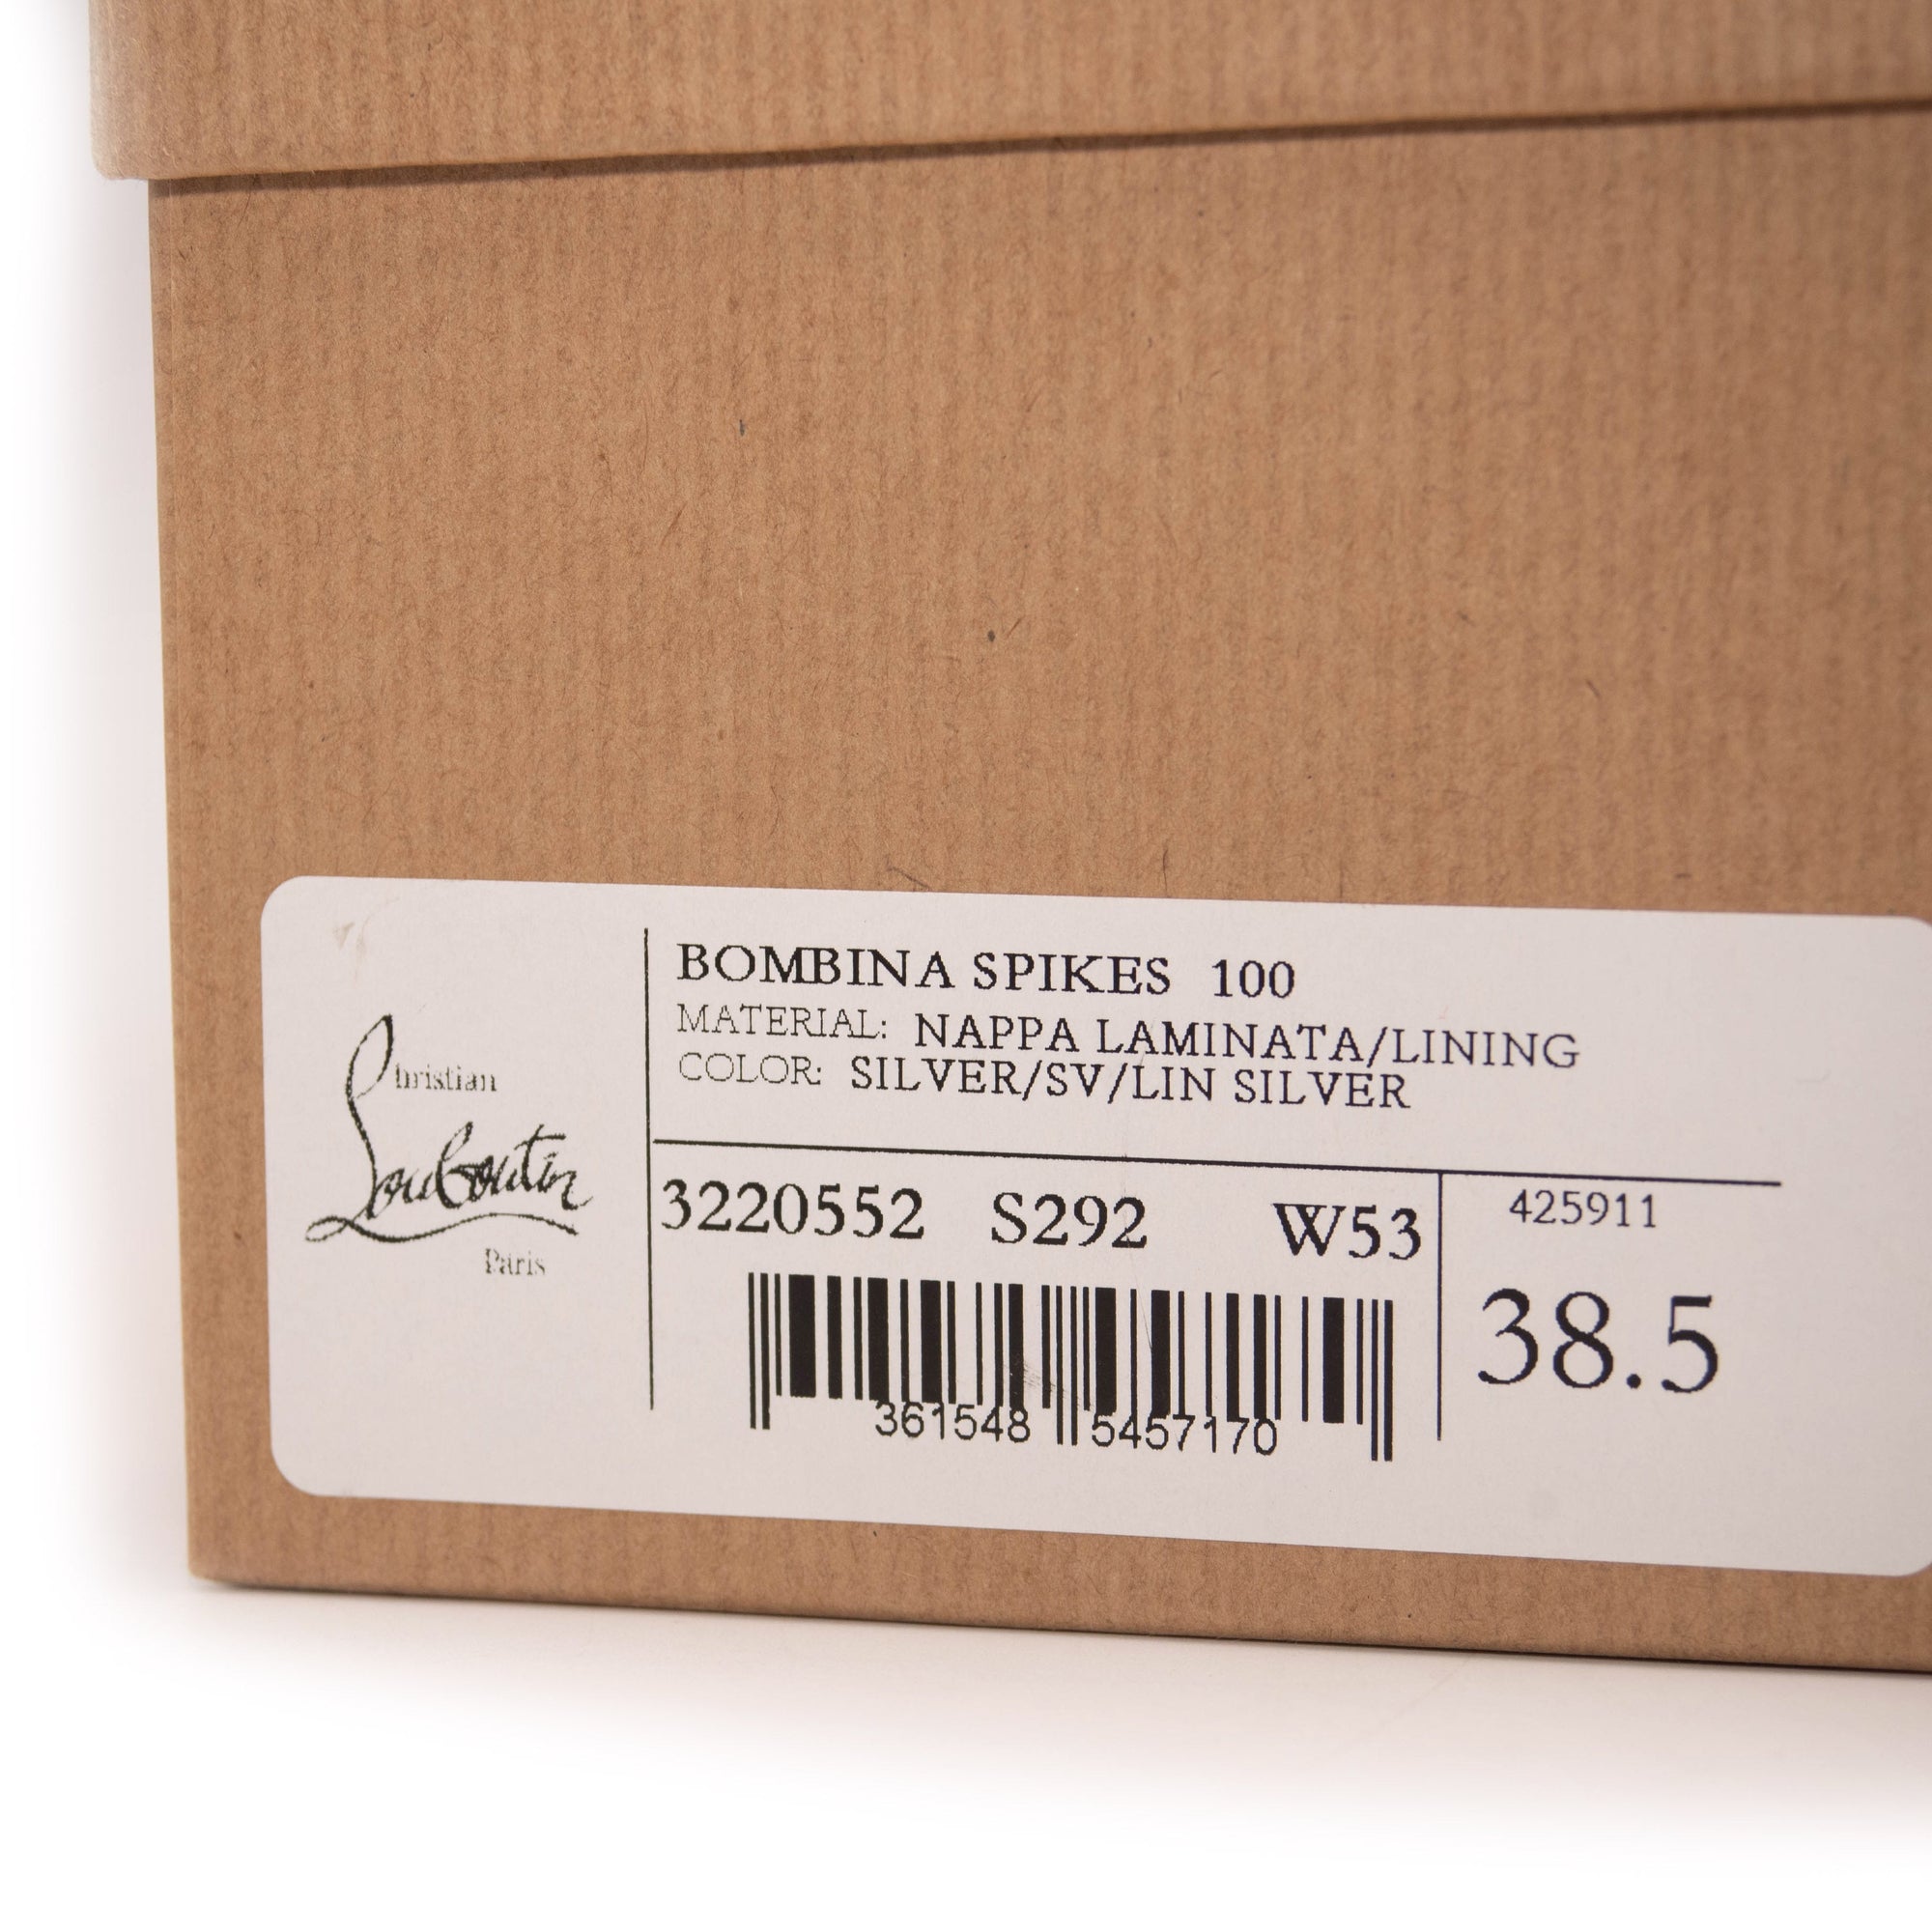 Christian
Louboutin
Paris
BOMBINA SPIKES 100
MATERIAL: NAPPA LAMINATA/LINING
COLOR: SILVER/SV/LIN SILVER
3220552 S292 W53
425911
38.5
361548 5457170